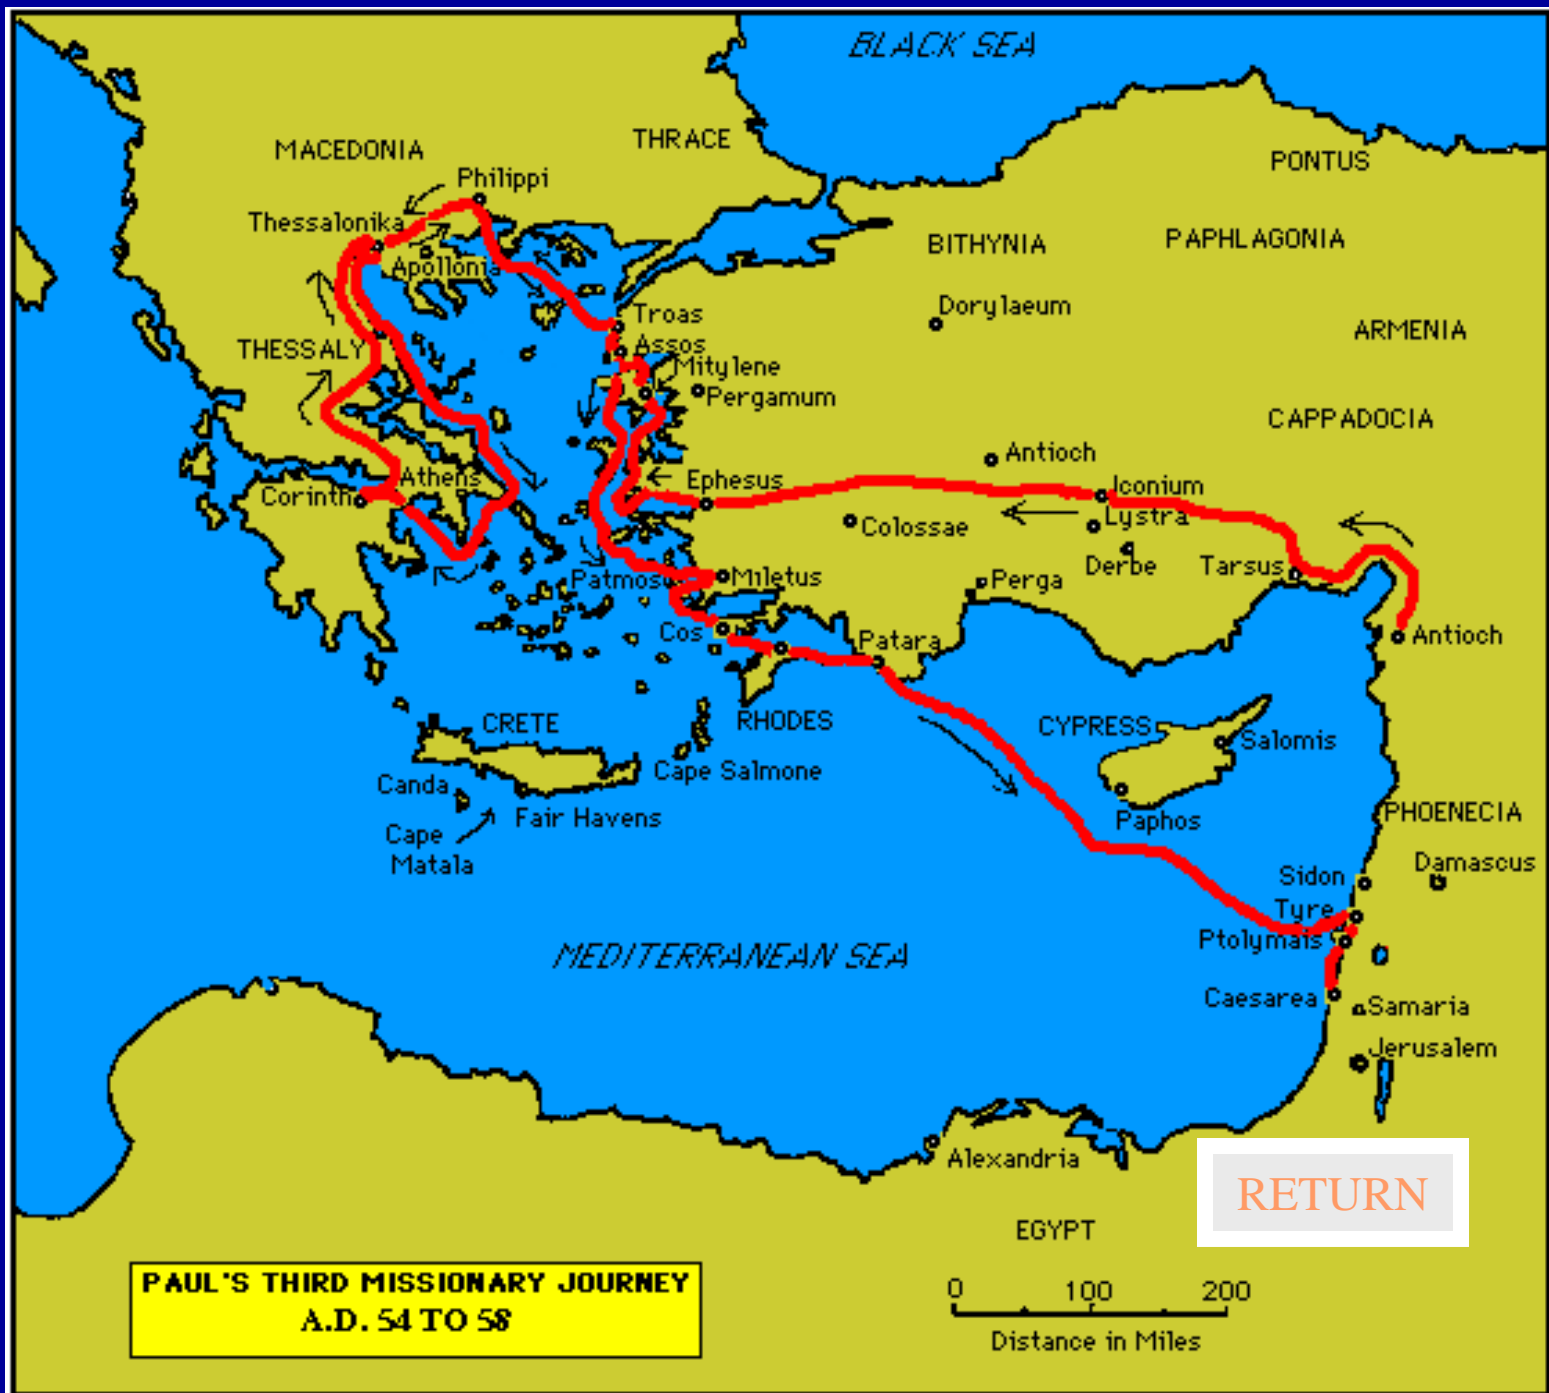 BLACK SEA
THRACE
MACEDONIA
PONTUS
Philippi
Thessalonika
BITHYNIA
PAPHLAGONIA
Apollonia
Dorylaeum
Troas
ARMENIA
Assos
THESSALY
Mitylene
Pergamum
CAPPADOCIA
Antioch
Athens
Ephesus
Iconium
Corinth
Lystra
Colossae
Derbe
Tarsus
Patmos
Miletus
Perga
Cos
Antioch
Patara
CRETE
RHODES
CYPRESS
Salomis
Cape Salmone
Canda
Fair Havens
Paphos
PHOENECIA
Cape
Matala
Damascus
Sidon
Tyre
Ptolymais
MEDITERRANEAN SEA
Caesarea
Samaria
Jerusalem
Alexandria
RETURN
EGYPT
PAUL'S THIRD MISSIONARY JOURNEY
A.D. 54 TO 58
0 100 200
Distance in Miles